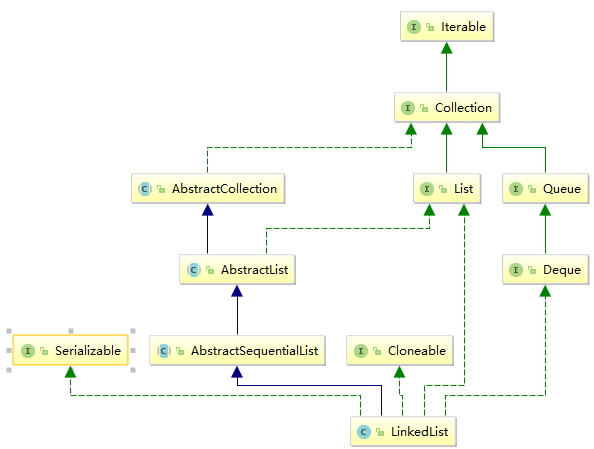 I Iterable
I Collection
C AbstractCollection
I List
I Queue
C AbstractList
I Deque
I Serializable
C AbstractSequentialList
I Cloneable
C LinkedList